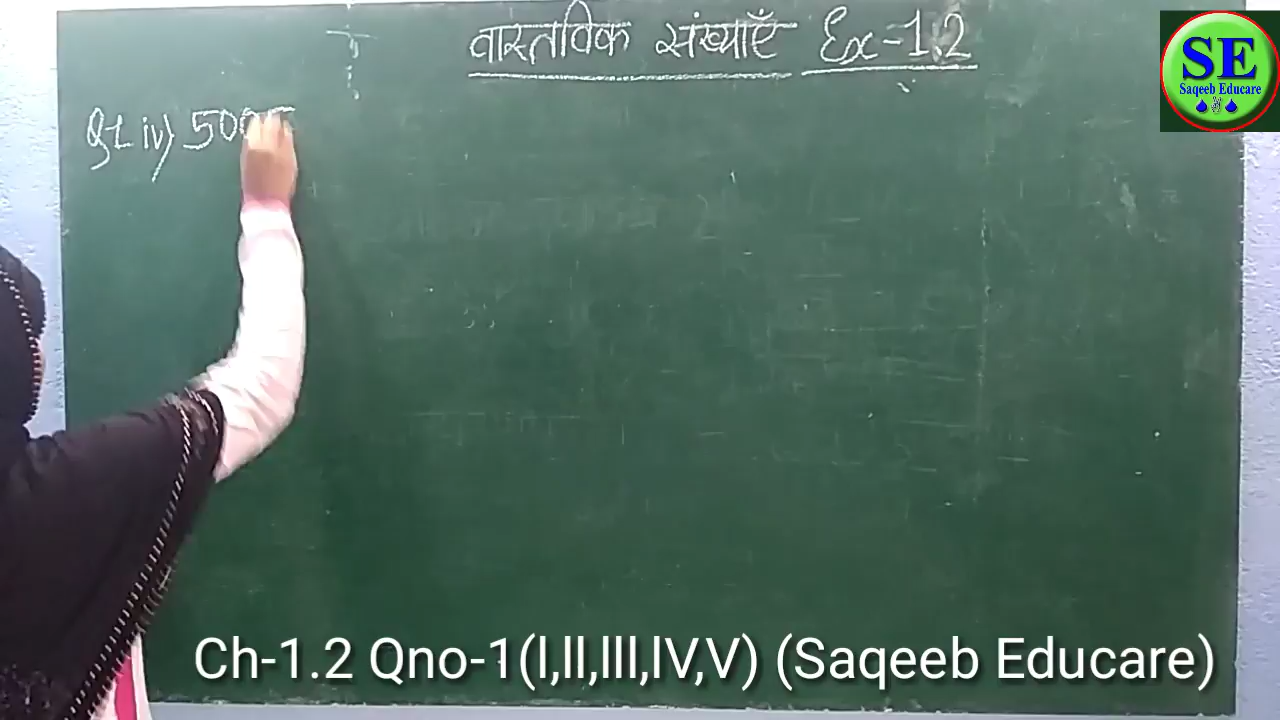 वास्तविक संख्याएँ Ex-1.2
SE
Saqeeb Educare
Q1. iv) 5005
Ch-1.2 Qno-1(I,II,III,IV,V) (Saqeeb Educare)